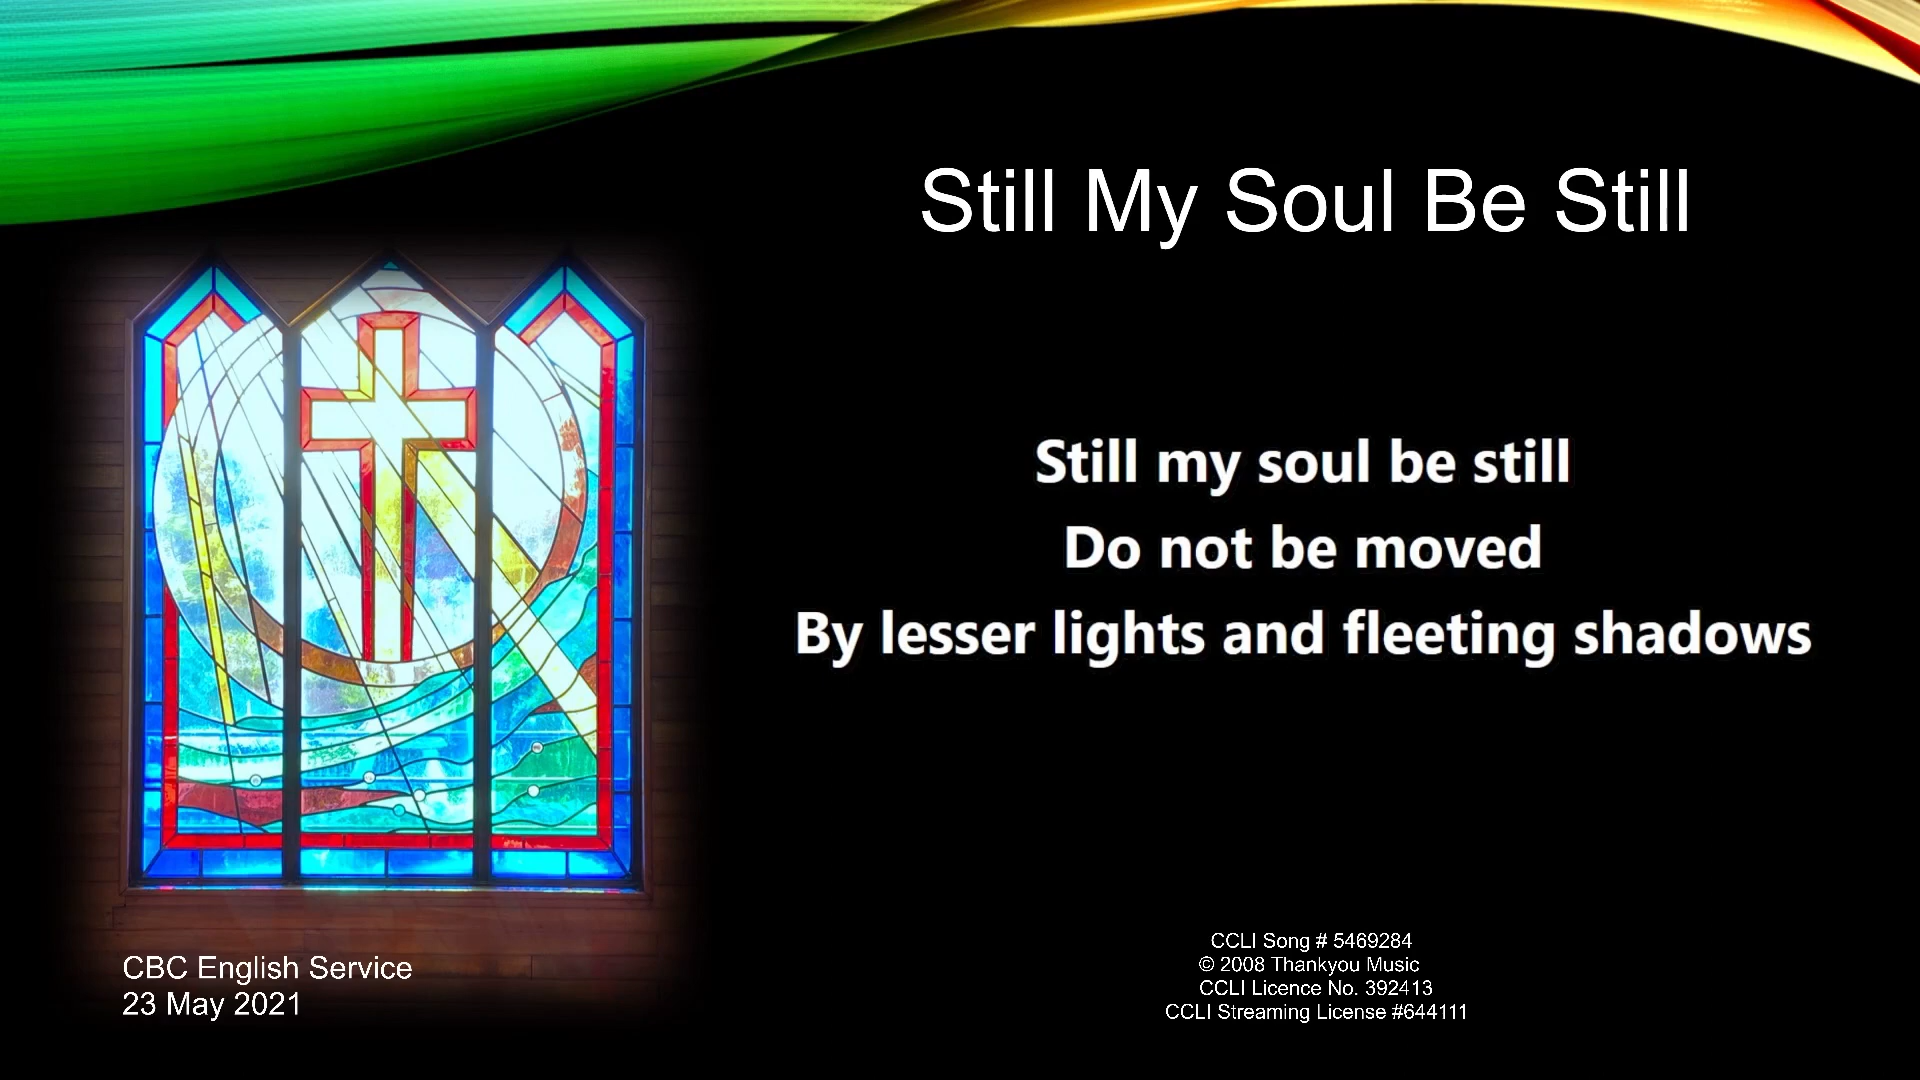 Still My Soul Be Still
Still my soul be still
Do not be moved
By lesser lights and fleeting shadows
CBC English Service
23 May 2021
CCLI Song # 5469284
© 2008 Thankyou Music
CCLI Licence No. 392413
CCLI Streaming License #644111